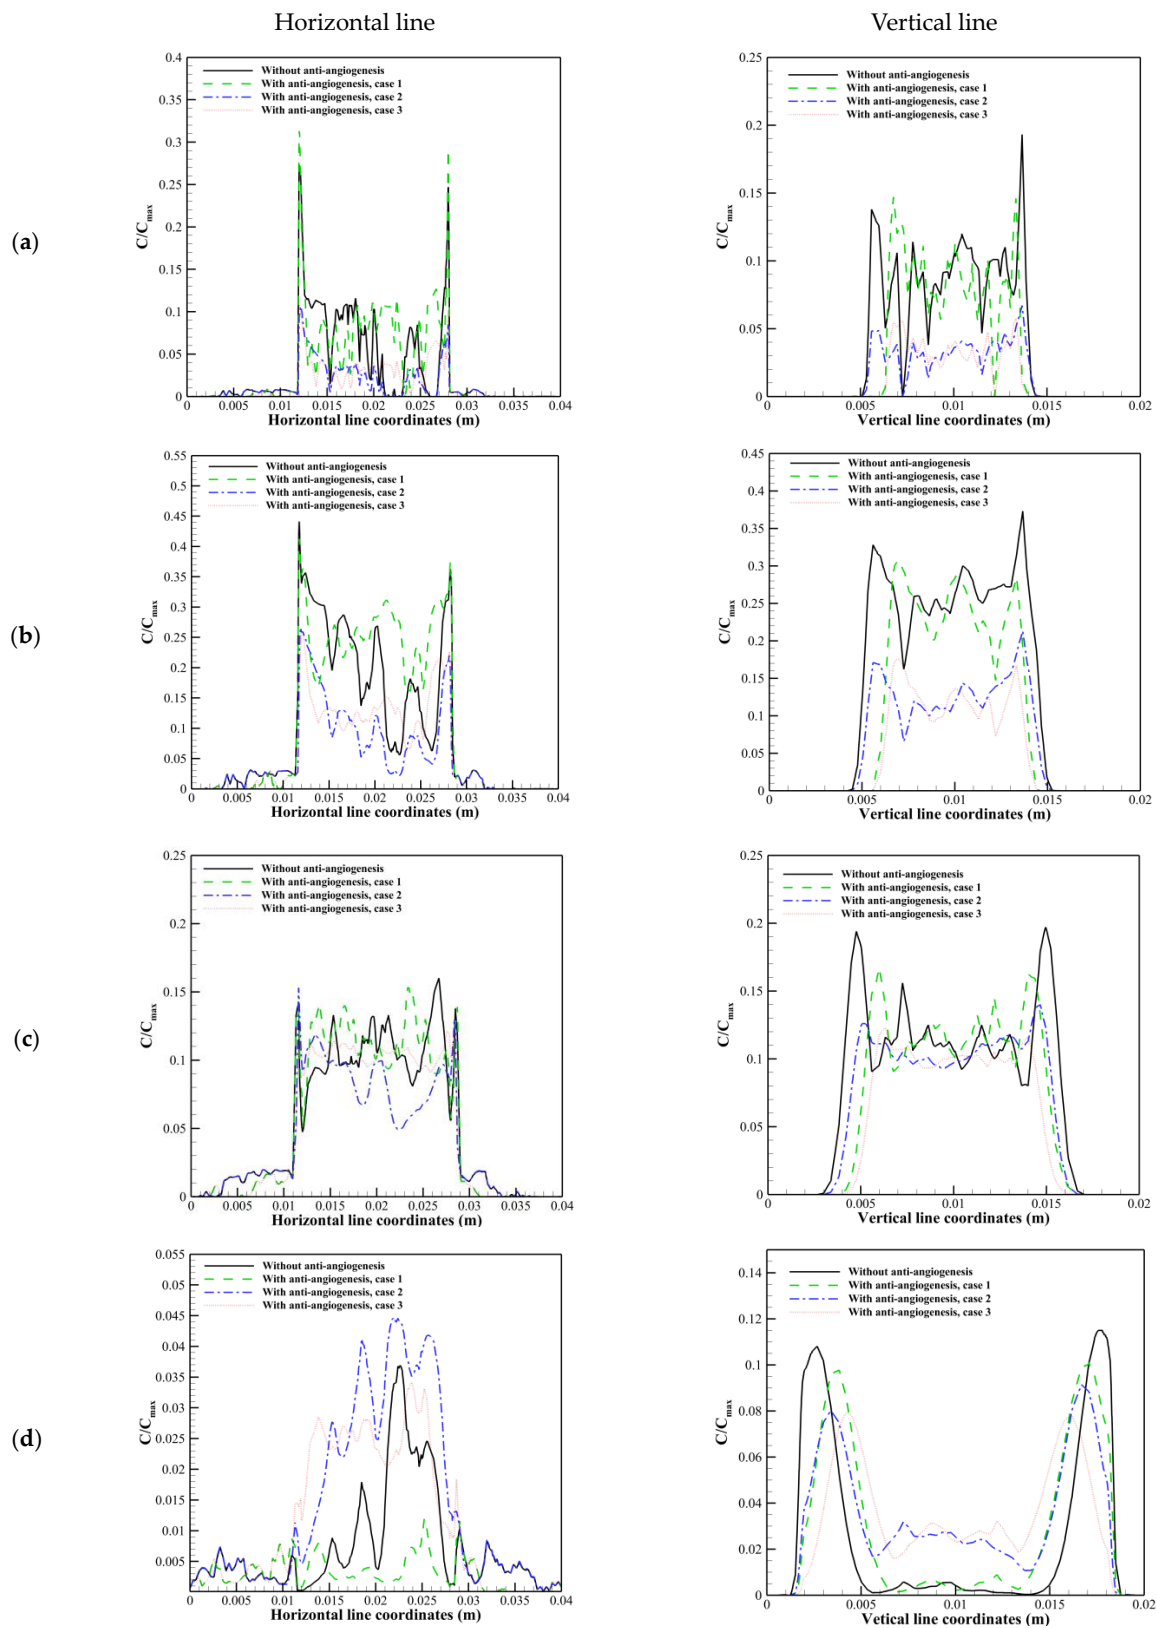 Horizontal line
Vertical line
(a)
Without anti-angiogenesis
With anti-angiogenesis, case 1
With anti-angiogenesis, case 2
With anti-angiogenesis, case 3
C/Cmax
0.4
0.35
0.3
0.25
0.2
0.15
0.1
0.05
0
0 0.005 0.01 0.015 0.02 0.025 0.03 0.035 0.04
Horizontal line coordinates (m)
Without anti-angiogenesis
With anti-angiogenesis, case 1
With anti-angiogenesis, case 2
With anti-angiogenesis, case 3
C/Cmax
0.25
0.2
0.15
0.1
0.05
0
0 0.005 0.01 0.015 0.02
Vertical line coordinates (m)
(b)
Without anti-angiogenesis
With anti-angiogenesis, case 1
With anti-angiogenesis, case 2
With anti-angiogenesis, case 3
C/Cmax
0.55
0.5
0.45
0.4
0.35
0.3
0.25
0.2
0.15
0.1
0.05
0
0 0.005 0.01 0.015 0.02 0.025 0.03 0.035 0.04
Horizontal line coordinates (m)
Without anti-angiogenesis
With anti-angiogenesis, case 1
With anti-angiogenesis, case 2
With anti-angiogenesis, case 3
C/Cmax
0.45
0.4
0.35
0.3
0.25
0.2
0.15
0.1
0.05
0
0 0.005 0.01 0.015 0.02
Vertical line coordinates (m)
(c)
Without anti-angiogenesis
With anti-angiogenesis, case 1
With anti-angiogenesis, case 2
With anti-angiogenesis, case 3
C/Cmax
0.25
0.2
0.15
0.1
0.05
0
0 0.005 0.01 0.015 0.02 0.025 0.03 0.035 0.04
Horizontal line coordinates (m)
Without anti-angiogenesis
With anti-angiogenesis, case 1
With anti-angiogenesis, case 2
With anti-angiogenesis, case 3
C/Cmax
0.25
0.2
0.15
0.1
0.05
0
0 0.005 0.01 0.015 0.02
Vertical line coordinates (m)
(d)
Without anti-angiogenesis
With anti-angiogenesis, case 1
With anti-angiogenesis, case 2
With anti-angiogenesis, case 3
C/Cmax
0.055
0.05
0.045
0.04
0.035
0.03
0.025
0.02
0.015
0.01
0.005
0 0.005 0.01 0.015 0.02 0.025 0.03 0.035 0.04
Horizontal line coordinates (m)
Without anti-angiogenesis
With anti-angiogenesis, case 1
With anti-angiogenesis, case 2
With anti-angiogenesis, case 3
C/Cmax
0.14
0.12
0.1
0.08
0.06
0.04
0.02
0
0 0.005 0.01 0.015 0.02
Vetical line coordinates (m)